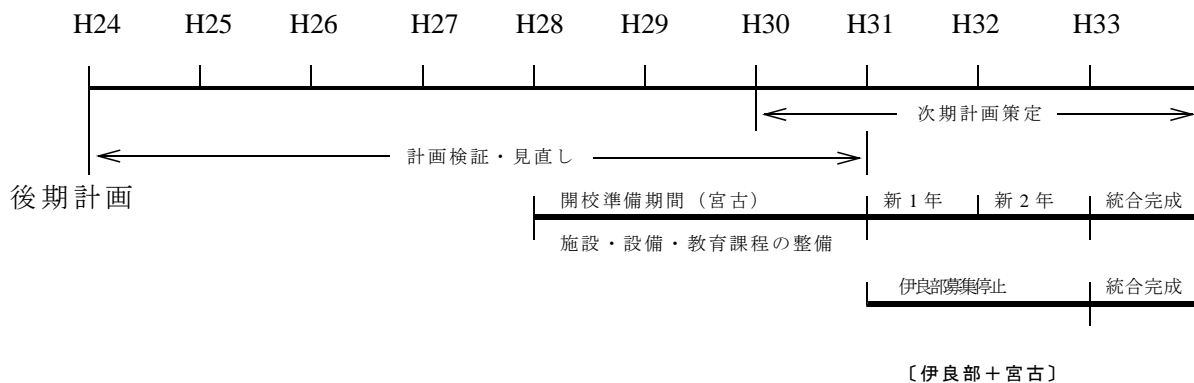 H24 H25 H26 H27 H28 H29 H30 H31 H32 H33
次期計画策定
計画検証・見直し
後期計画
開校準備期間（宮古） 新1年 新2年 統合完成
施設・設備・教育課程の整備
伊良部募集停止 統合完成
〔伊良部＋宮古〕